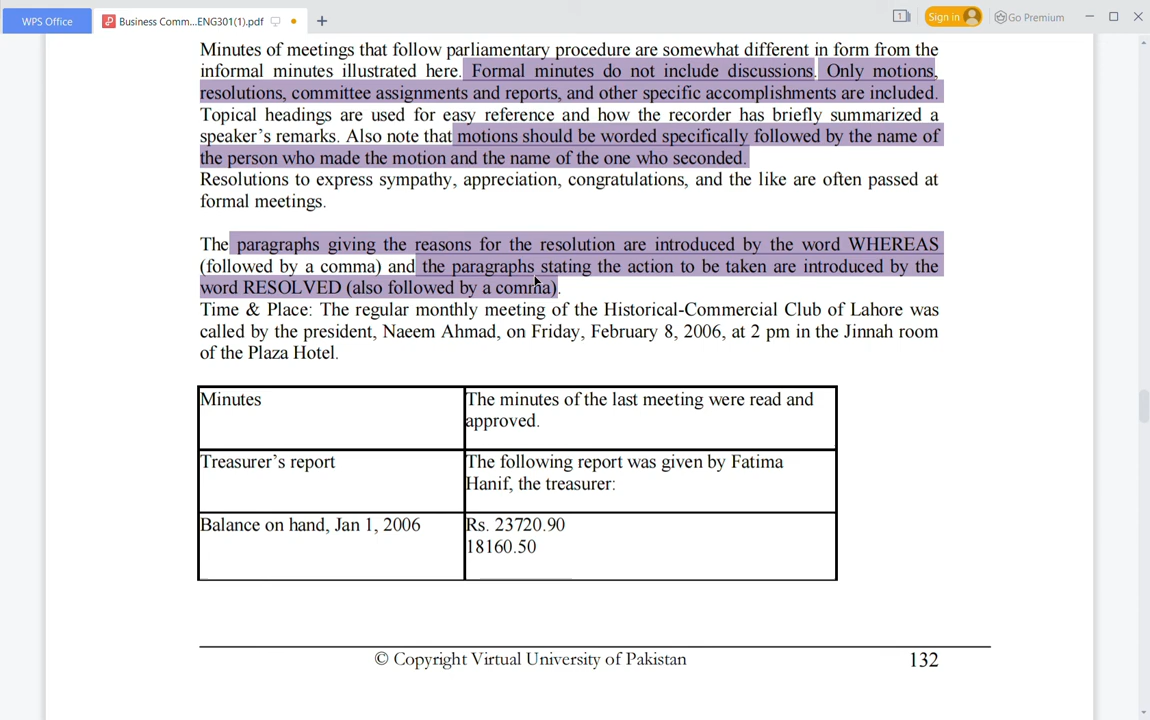 WPS Office
Business Comm...ENG301(1).pdf
Sign in
Go Premium
Minutes of meetings that follow parliamentary procedure are somewhat different in form from the
informal minutes illustrated here. Formal minutes do not include discussions. Only motions,
resolutions, committee assignments and reports, and other specific accomplishments are included.
Topical headings are used for easy reference and how the recorder has briefly summarized a
speaker's remarks. Also note that motions should be worded specifically followed by the name of
the person who made the motion and the name of the one who seconded.
Resolutions to express sympathy, appreciation, congratulations, and the like are often passed at
formal meetings.
The paragraphs giving the reasons for the resolution are introduced by the word WHEREAS
(followed by a comma) and the paragraphs stating the action to be taken are introduced by the
word RESOLVED (also followed by a comma).
Time & Place: The regular monthly meeting of the Historical-Commercial Club of Lahore was
called by the president, Naeem Ahmad, on Friday, February 8, 2006, at 2 pm in the Jinnah room
of the Plaza Hotel.
Minutes
The minutes of the last meeting were read and
approved.
Treasurer's report
The following report was given by Fatima
Hanif, the treasurer:
Balance on hand, Jan 1, 2006
Rs. 23720.90
18160.50
© Copyright Virtual University of Pakistan
132